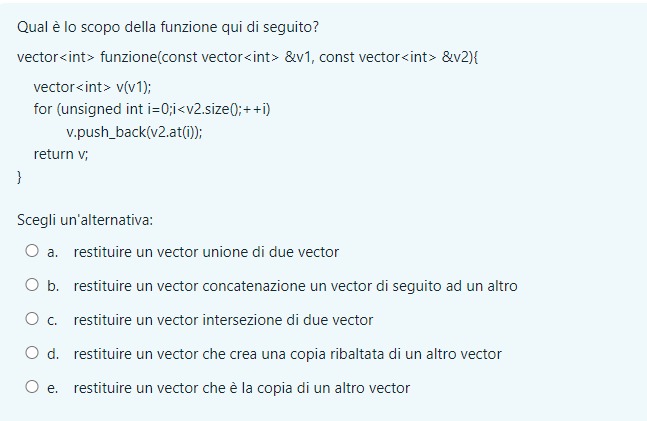 Qual è lo scopo della funzione qui di seguito?
vector<int> funzione(const vector<int> &v1, const vector<int> &v2){
vector<int> v(v1);
for (unsigned int i=0;i<v2.size();++i)
v.push_back(v2.at(i));
return v;
}
Scegli un'alternativa:
a. restituire un vector unione di due vector
b. restituire un vector concatenazione un vector di seguito ad un altro
c. restituire un vector intersezione di due vector
d. restituire un vector che crea una copia ribaltata di un altro vector
e. restituire un vector che è la copia di un altro vector